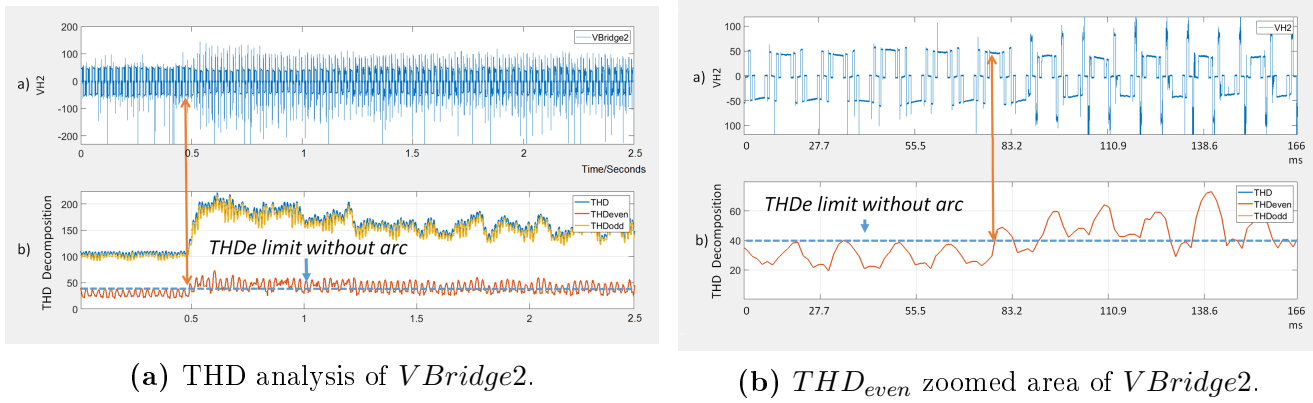 200
100
0
-100
-200
a)
VH2
VBridge2
0
0.5
1
1.5
2
2.5
Time/Seconds
200
150
100
50
0
b)
THD Decomposition
THD
THDeven
THDodd
THDe limit without arc
0.5
1
1.5
2
2.5
(a) THD analysis of VBridge2.
100
50
0
50
100
a)
VH2
VH2
0
27.7
55.5
83.2
110.9
138.6
166
ms
60
40
20
b)
THD Decomposition
THD
THDeven
THDodd
THDe limit without arc
0
27.7
55.5
83.2
110.9
138.6
166
ms
(b) THDeven zoomed area of VBridge2.